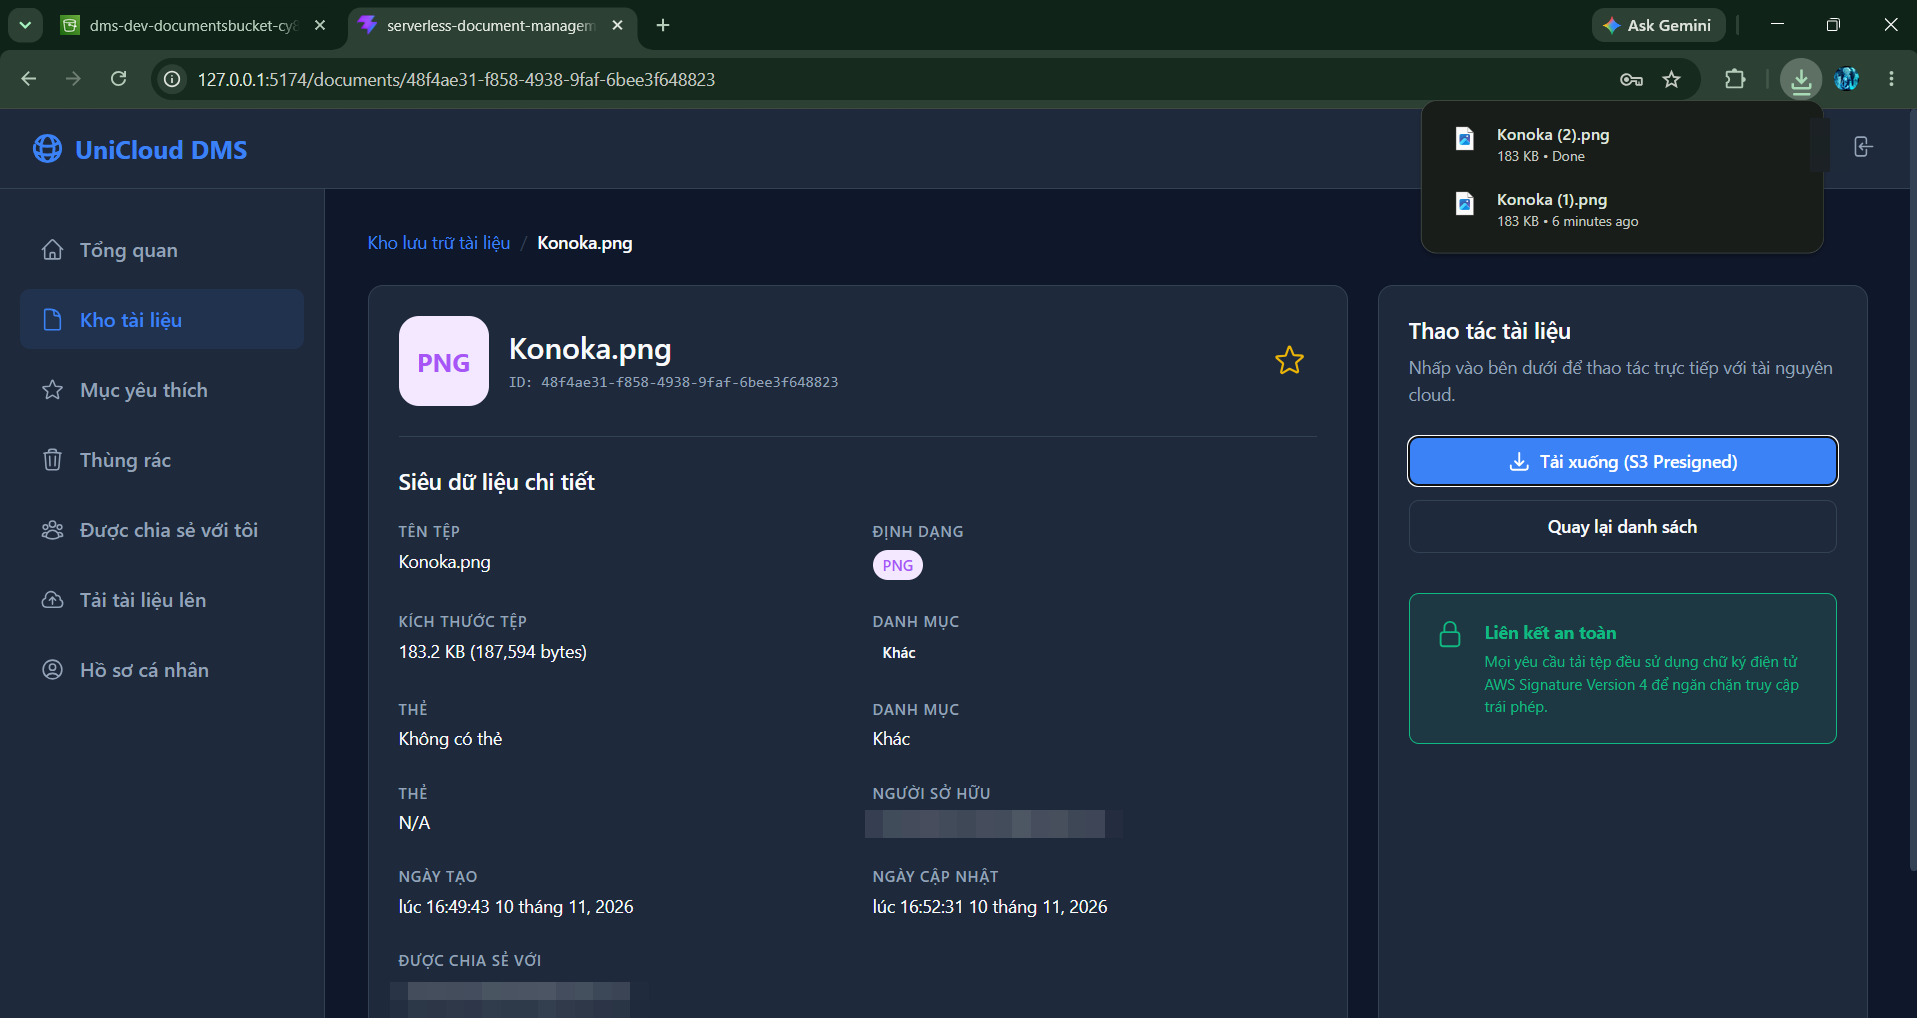 dms-dev-documentsbucket-cy8
serverless-document-managem
Ask Gemini
127.0.0.1:5174/documents/48f4ae31-f858-4938-9faf-6bee3f648823
Konoka (2).png
183 KB • Done
Konoka (1).png
183 KB • 6 minutes ago
UniCloud DMS
Tổng quan
Kho tài liệu
Mục yêu thích
Thùng rác
Được chia sẻ với tôi
Tải tài liệu lên
Hồ sơ cá nhân
Kho lưu trữ tài liệu / Konoka.png
PNG
Konoka.png
ID: 48f4ae31-f858-4938-9faf-6bee3f648823
Siêu dữ liệu chi tiết
TÊN TỆP
Konoka.png
ĐỊNH DẠNG
PNG
KÍCH THƯỚC TỆP
183.2 KB (187,594 bytes)
DANH MỤC
Khác
THẺ
Không có thẻ
DANH MỤC
Khác
THẺ
N/A
NGƯỜI SỞ HỮU
NGÀY TẠO
lúc 16:49:43 10 tháng 11, 2026
NGÀY CẬP NHẬT
lúc 16:52:31 10 tháng 11, 2026
ĐƯỢC CHIA SẺ VỚI
Thao tác tài liệu
Nhấp vào bên dưới để thao tác trực tiếp với tài nguyên
cloud.
Tải xuống (S3 Presigned)
Quay lại danh sách
Liên kết an toàn
Mọi yêu cầu tải tệp đều sử dụng chữ ký điện tử
AWS Signature Version 4 để ngăn chặn truy cập
trái phép.